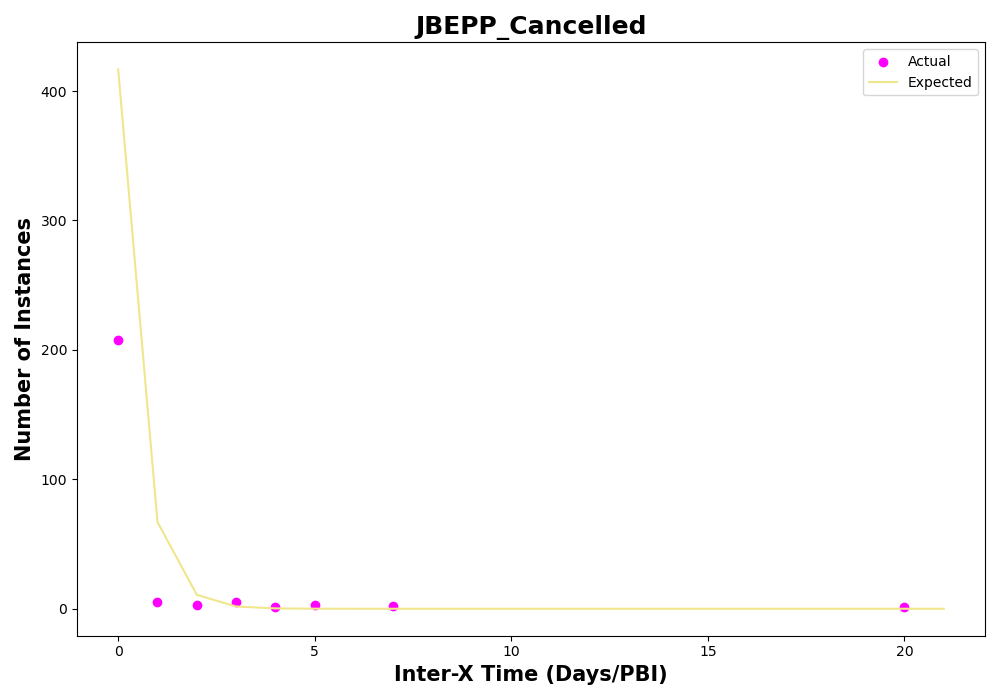 JBEPP_Cancelled
Actual
Expected
Number of Instances
400
300
200
100
0
0 5 10 15 20
Inter-X Time (Days/PBI)